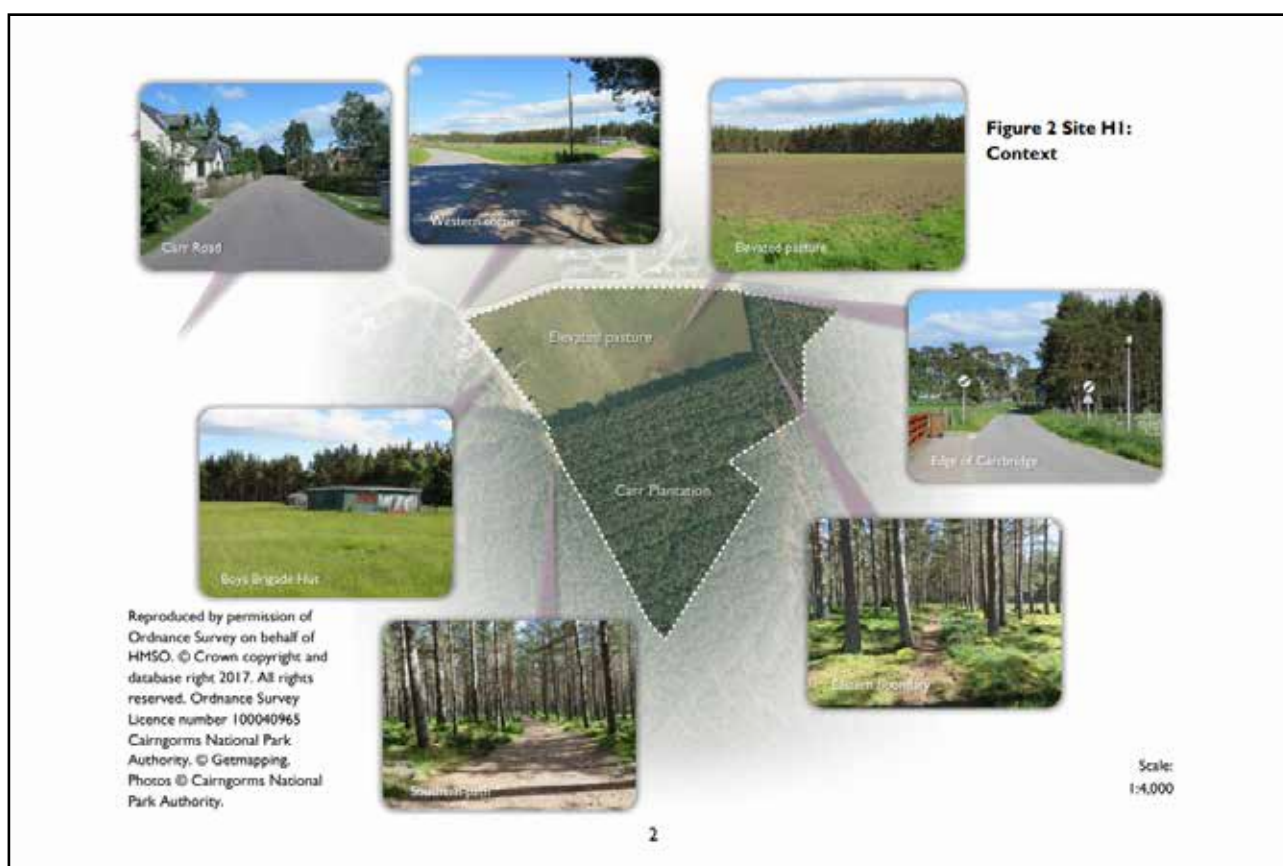 Figure 2 Site H1:
Context
Carr Road
Western corner
Elevated pasture
Elevated pasture
Edge of Carrbridge
Carr Plantation
Boys Brigade Hut
Eastern Boundary
Southern path
Reproduced by permission of
Ordnance Survey on behalf of
HMSO. © Crown copyright and
database right 2017. All rights
reserved. Ordnance Survey
Licence number 100040965
Cairngorms National Park
Authority. © Getmapping.
Photos © Cairngorms National
Park Authority.
Scale:
1:4,000
2